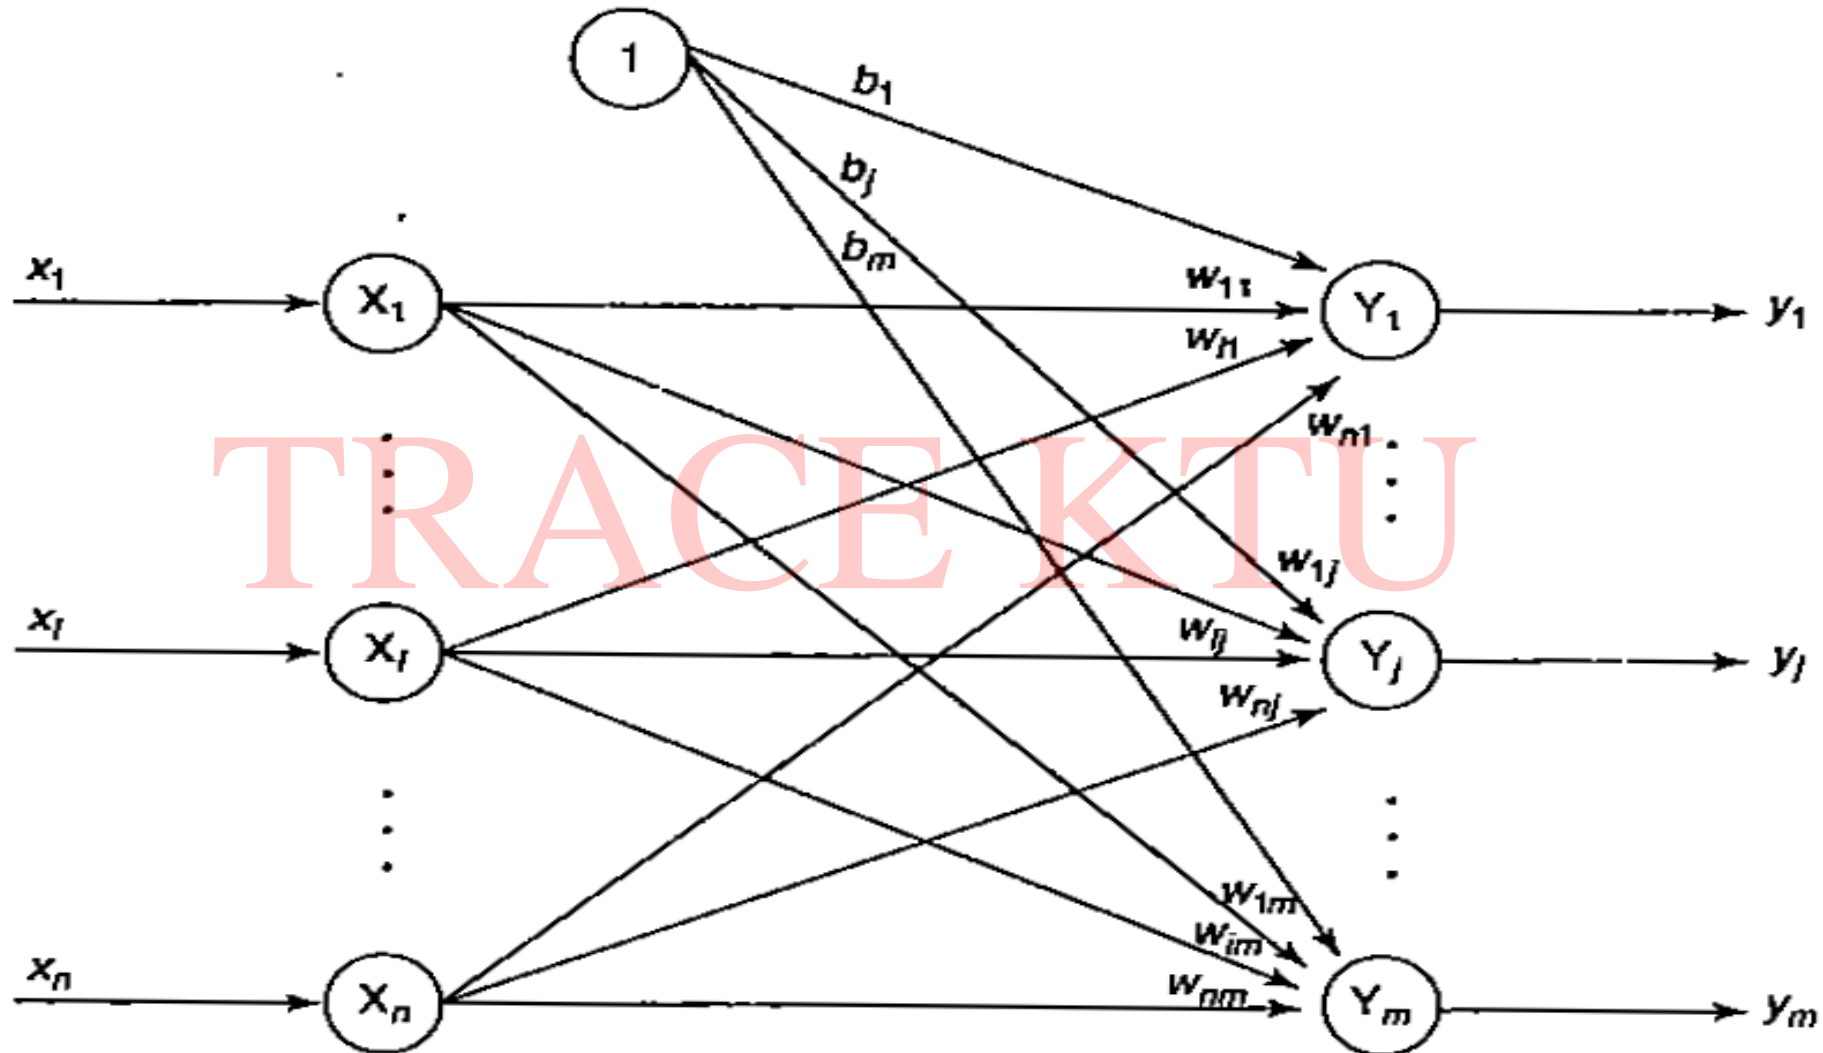 1
b₁
bⱼ
bₘ
x₁ X₁ w₁₁ Y₁ y₁
wᵢ₁
wₙ₁
TRACE KTU
w₁ⱼ
xᵢ Xᵢ wᵢⱼ Yⱼ yⱼ
wₙⱼ
w₁ₘ
wᵢₘ
xₙ Xₙ wₙₘ Yₘ yₘ